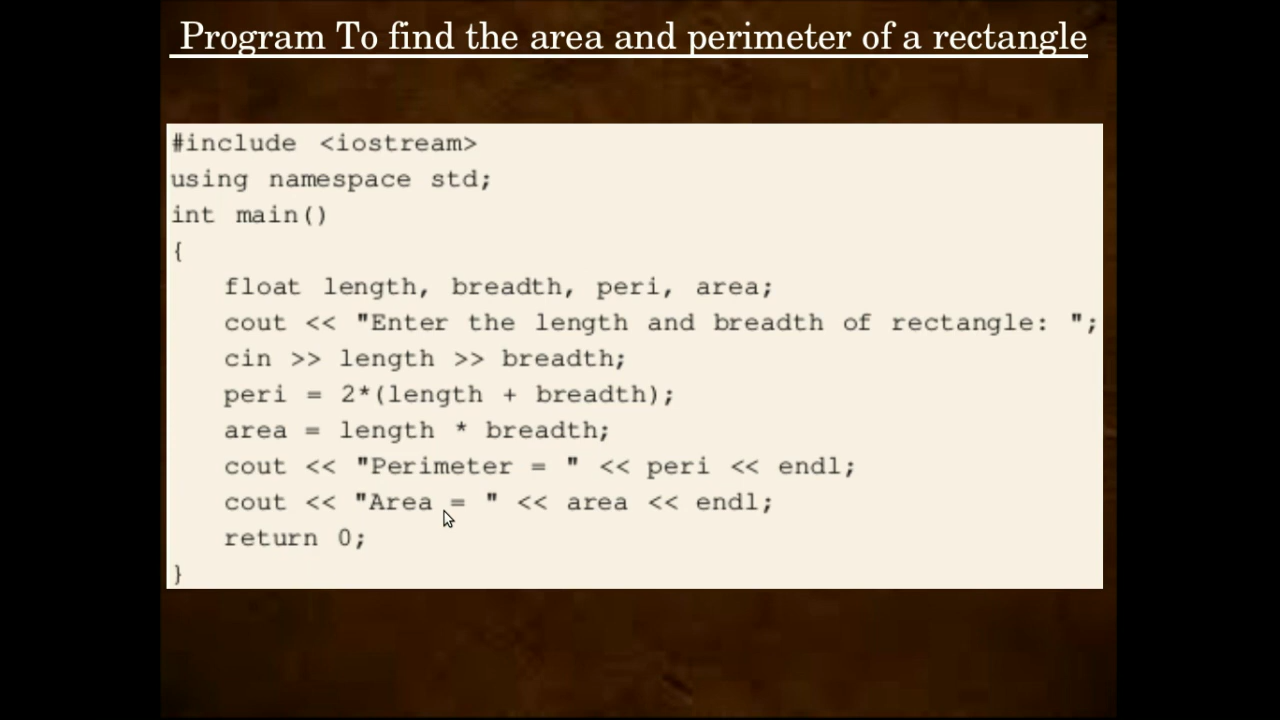 Program To find the area and perimeter of a rectangle
#include <iostream>
using namespace std;
int main()
{
float length, breadth, peri, area;
cout << "Enter the length and breadth of rectangle: ";
cin >> length >> breadth;
peri = 2*(length + breadth);
area = length * breadth;
cout << "Perimeter = " << peri << endl;
cout << "Area = " << area << endl;
return 0;
}